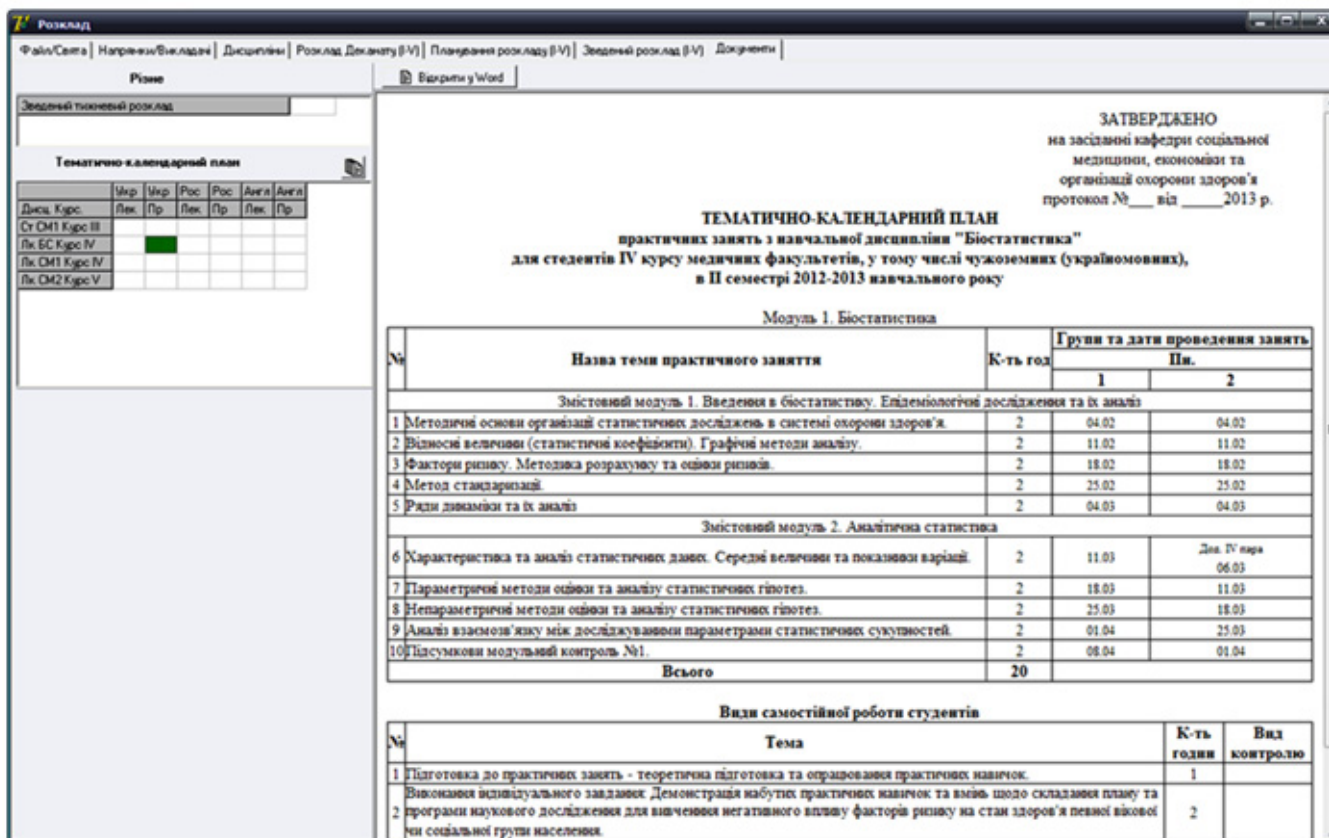 Розклад
Файл/Свята Напрямки/Викладачі Дисципліни Розклад Деканату (I-V) Планування розкладу (I-V) Зведений розклад (I-V) Документи
Різне
Відкрити у Word
Зведений тижневий розклад
Тематично-календарний план
Укр Укр Рос Рос Англ Англ
Дисц. Курс. Лек Пр Лек Пр Лек Пр
Ст СМ1 Курс III
Лк БС Курс IV
Лк СМ1 Курс IV
Лк СМ2 Курс V
ЗАТВЕРДЖЕНО
на засіданні кафедри соціальної
медицини, економіки та
організації охорони здоров'я
протокол №___ від _____2013 р.
ТЕМАТИЧНО-КАЛЕНДАРНИЙ ПЛАН
практичних занять з навчальної дисципліни "Біостатистика"
для стедентів IV курсу медичних факультетів, у тому числі чужоземних (україномовних),
в II семестрі 2012-2013 навчального року
Модуль 1. Біостатистика
№ Назва теми практичного заняття К-ть год Групи та дати проведення занять
Пн.
1 2
Змістовний модуль 1. Введення в біостатистику. Епідеміологічні дослідження та їх аналіз
1 Методичні основи організації статистичних досліджень в системі охорони здоров'я. 2 04.02 04.02
2 Відносні величини (статистичні коефіцієнти). Графічні методи аналізу. 2 11.02 11.02
3 Фактори ризику. Методика розрахунку та оцінки ризиків. 2 18.02 18.02
4 Метод стандаризації. 2 25.02 25.02
5 Ряди динаміки та їх аналіз 2 04.03 04.03
Змістовний модуль 2. Аналітична статистика
6 Характеристика та аналіз статистичних даних. Середні величини та показники варіації. 2 11.03 Доп. IV пара
06.03
7 Параметричні методи оцінки та аналізу статистичних гіпотез. 2 18.03 11.03
8 Непараметричні методи оцінки та аналізу статистичних гіпотез. 2 25.03 18.03
9 Аналіз взаємозв'язку між досліджуваними параметрами статистичних сукупностей. 2 01.04 25.03
10 Підсумкови модульний контроль №1. 2 08.04 01.04
Всього 20
Види самостійної роботи студентів
№ Тема К-ть годин Вид контролю
1 Підготовка до практичних занять - теоретична підготовка та опрацювання практичних навичок. 1
Виконання індивідуального завдання: Демонстрація набутих практичних навичок та вмінь щодо складання плану та
2 програми наукового дослідження для вивчення негативного впливу факторів ризику на стан здоров'я певної вікової 2
чи соціальної групи населення.